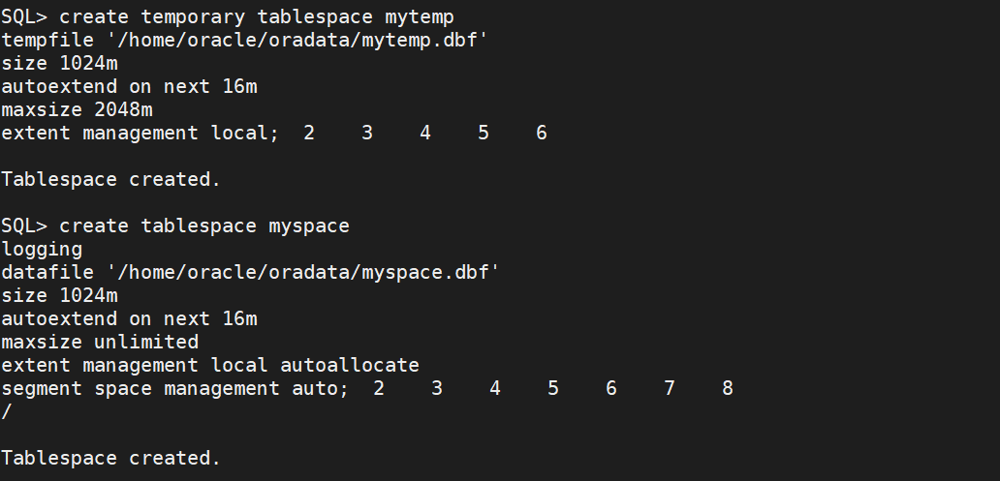 SQL> create temporary tablespace mytemp
tempfile '/home/oracle/oradata/mytemp.dbf'
size 1024m
autoextend on next 16m
maxsize 2048m
extent management local;  2    3    4    5    6
Tablespace created.
SQL> create tablespace myspace
logging
datafile '/home/oracle/oradata/myspace.dbf'
size 1024m
autoextend on next 16m
maxsize unlimited
extent management local autoallocate
segment space management auto;  2    3    4    5    6    7    8
/
Tablespace created.